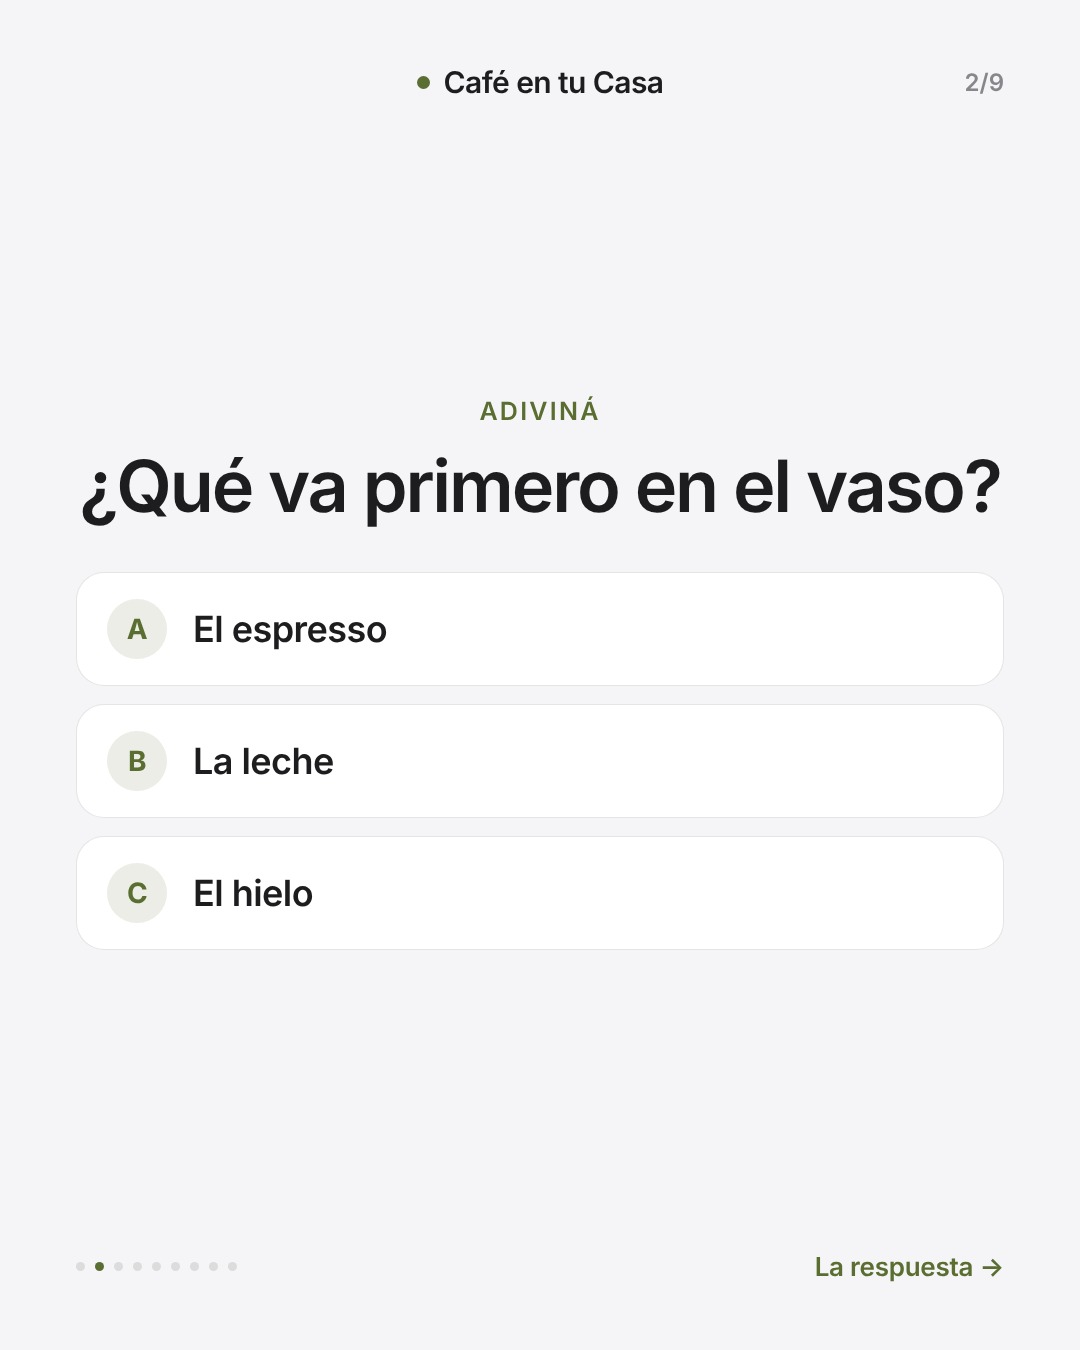 Café en tu Casa
2/9
ADIVINÁ
¿Qué va primero en el vaso?
A El espresso
B La leche
C El hielo
La respuesta →